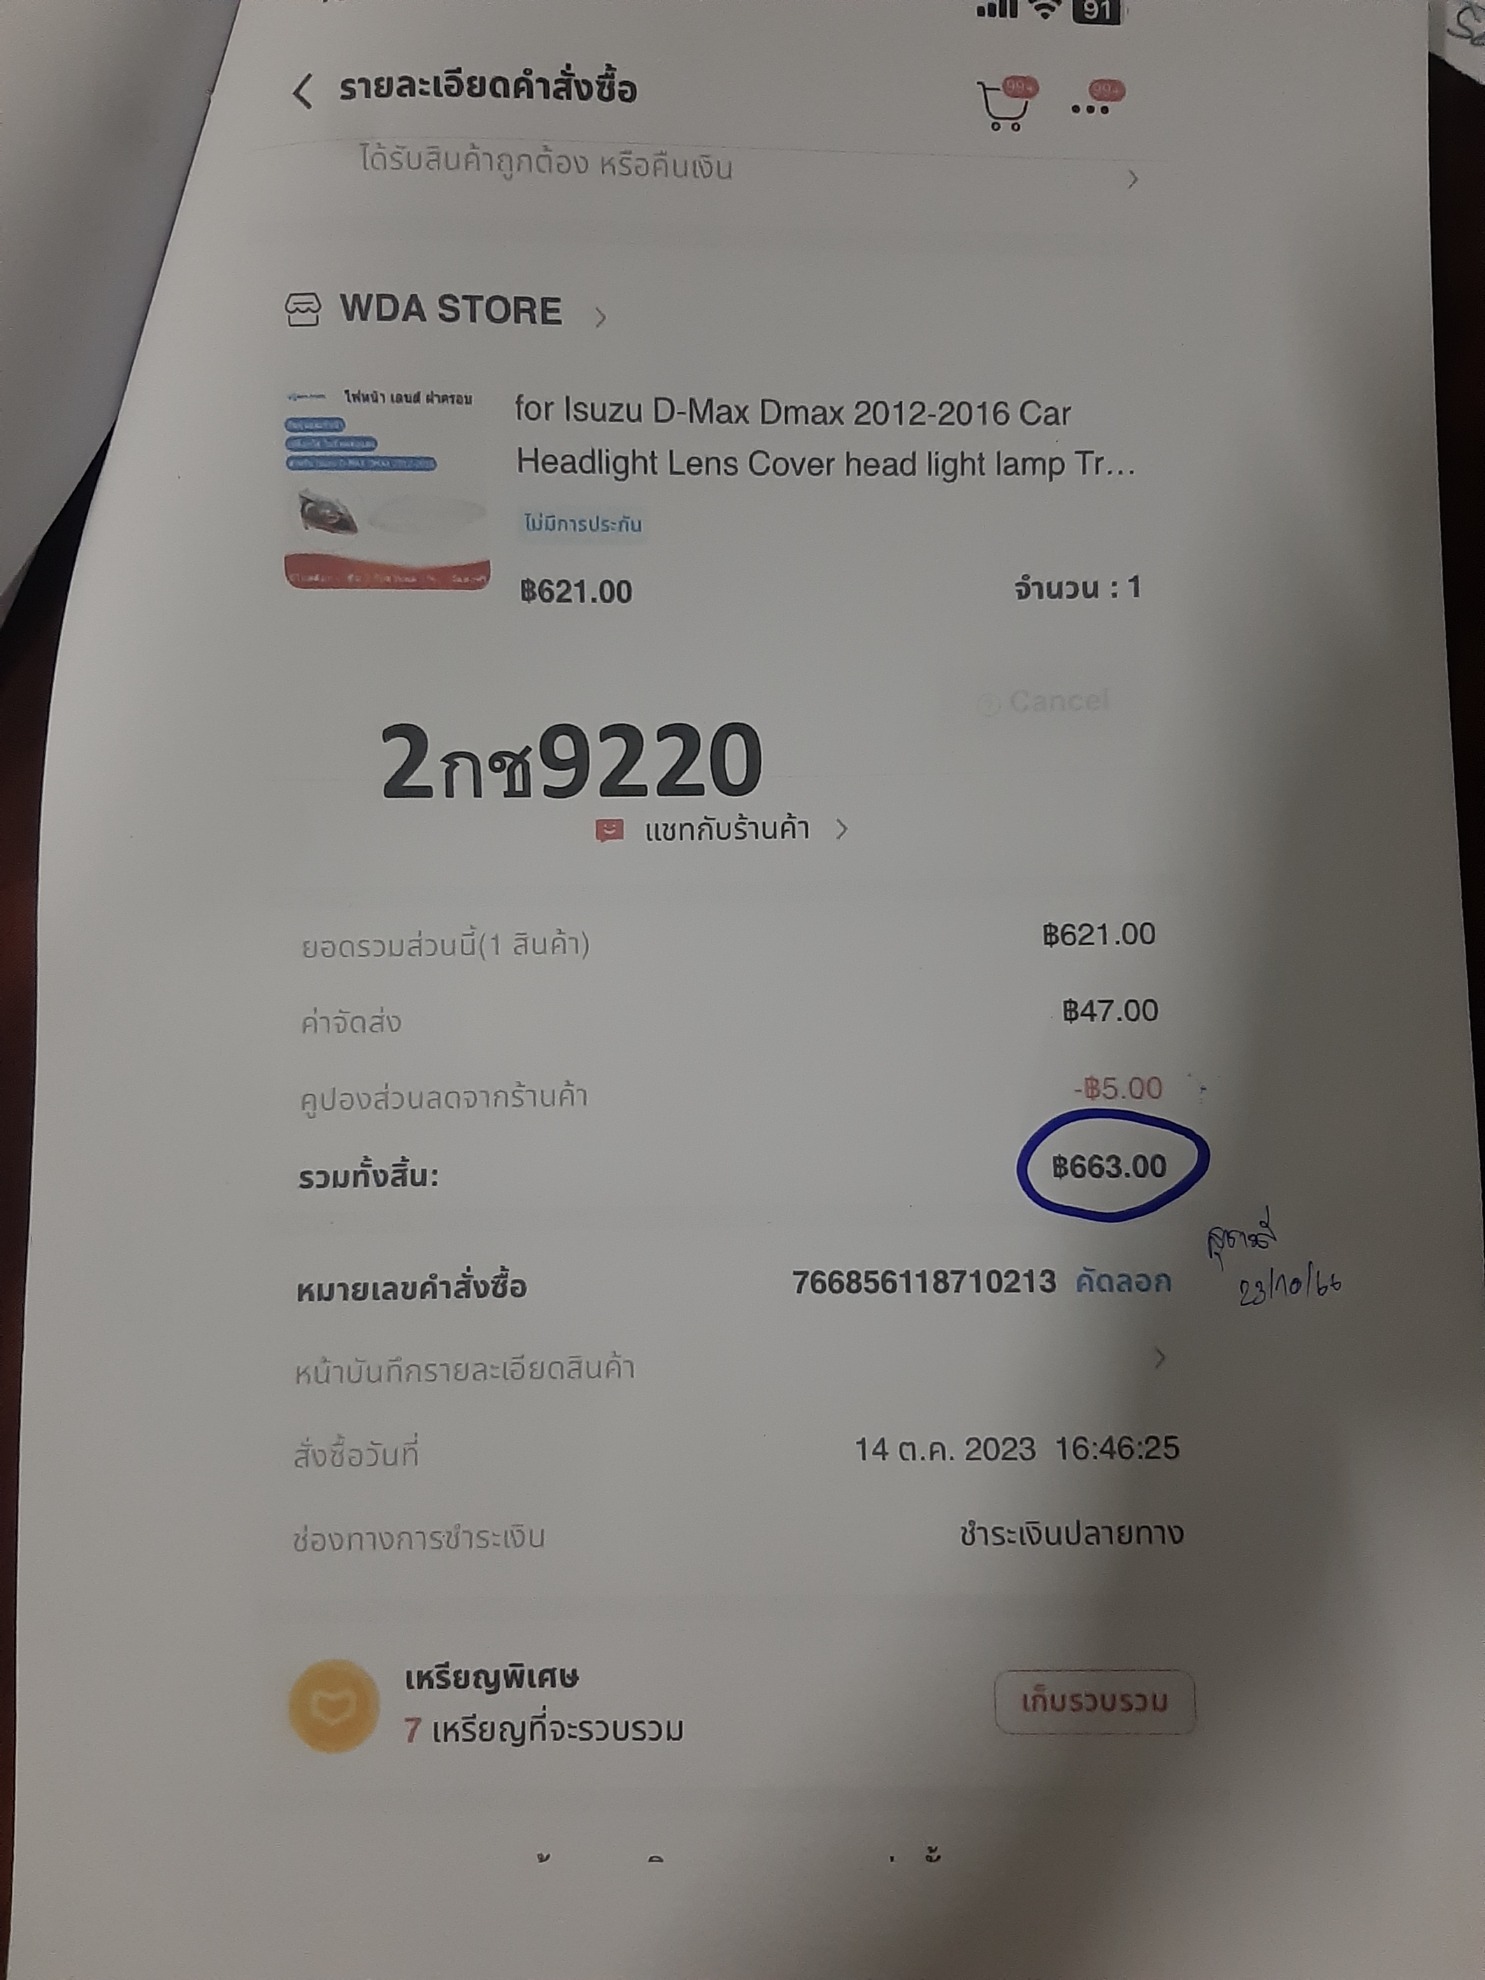 91
รายละเอียดคำสั่งซื้อ
99+
99+
ได้รับสินค้าถูกต้อง หรือคืนเงิน
WDA STORE
ไฟหน้า เลนส์ ฝาครอบ
for Isuzu D-Max Dmax 2012-2016 Car
Headlight Lens Cover head light lamp Tr...
ไม่มีการประกัน
฿621.00 จำนวน : 1
Cancel
2กช9220
แชทกับร้านค้า
ยอดรวมส่วนนี้(1 สินค้า) ฿621.00
ค่าจัดส่ง ฿47.00
คูปองส่วนลดจากร้านค้า -฿5.00
รวมทั้งสิ้น: ฿663.00
หมายเลขคำสั่งซื้อ 766856118710213 คัดลอก
23/10/66
หน้าบันทึกรายละเอียดสินค้า
สั่งซื้อวันที่ 14 ต.ค. 2023 16:46:25
ช่องทางการชำระเงิน ชำระเงินปลายทาง
เหรียญพิเศษ
7 เหรียญที่จะรวบรวม
เก็บรวบรวม